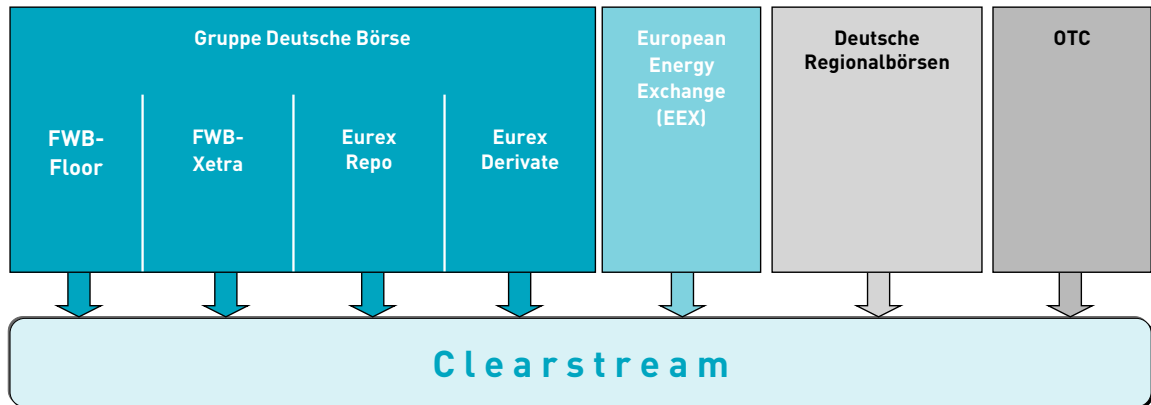 Gruppe Deutsche Börse
FWB-
Floor
FWB-
Xetra
Eurex
Repo
Eurex
Derivate
European
Energy
Exchange
(EEX)
Deutsche
Regionalbörsen
OTC
Clearstream